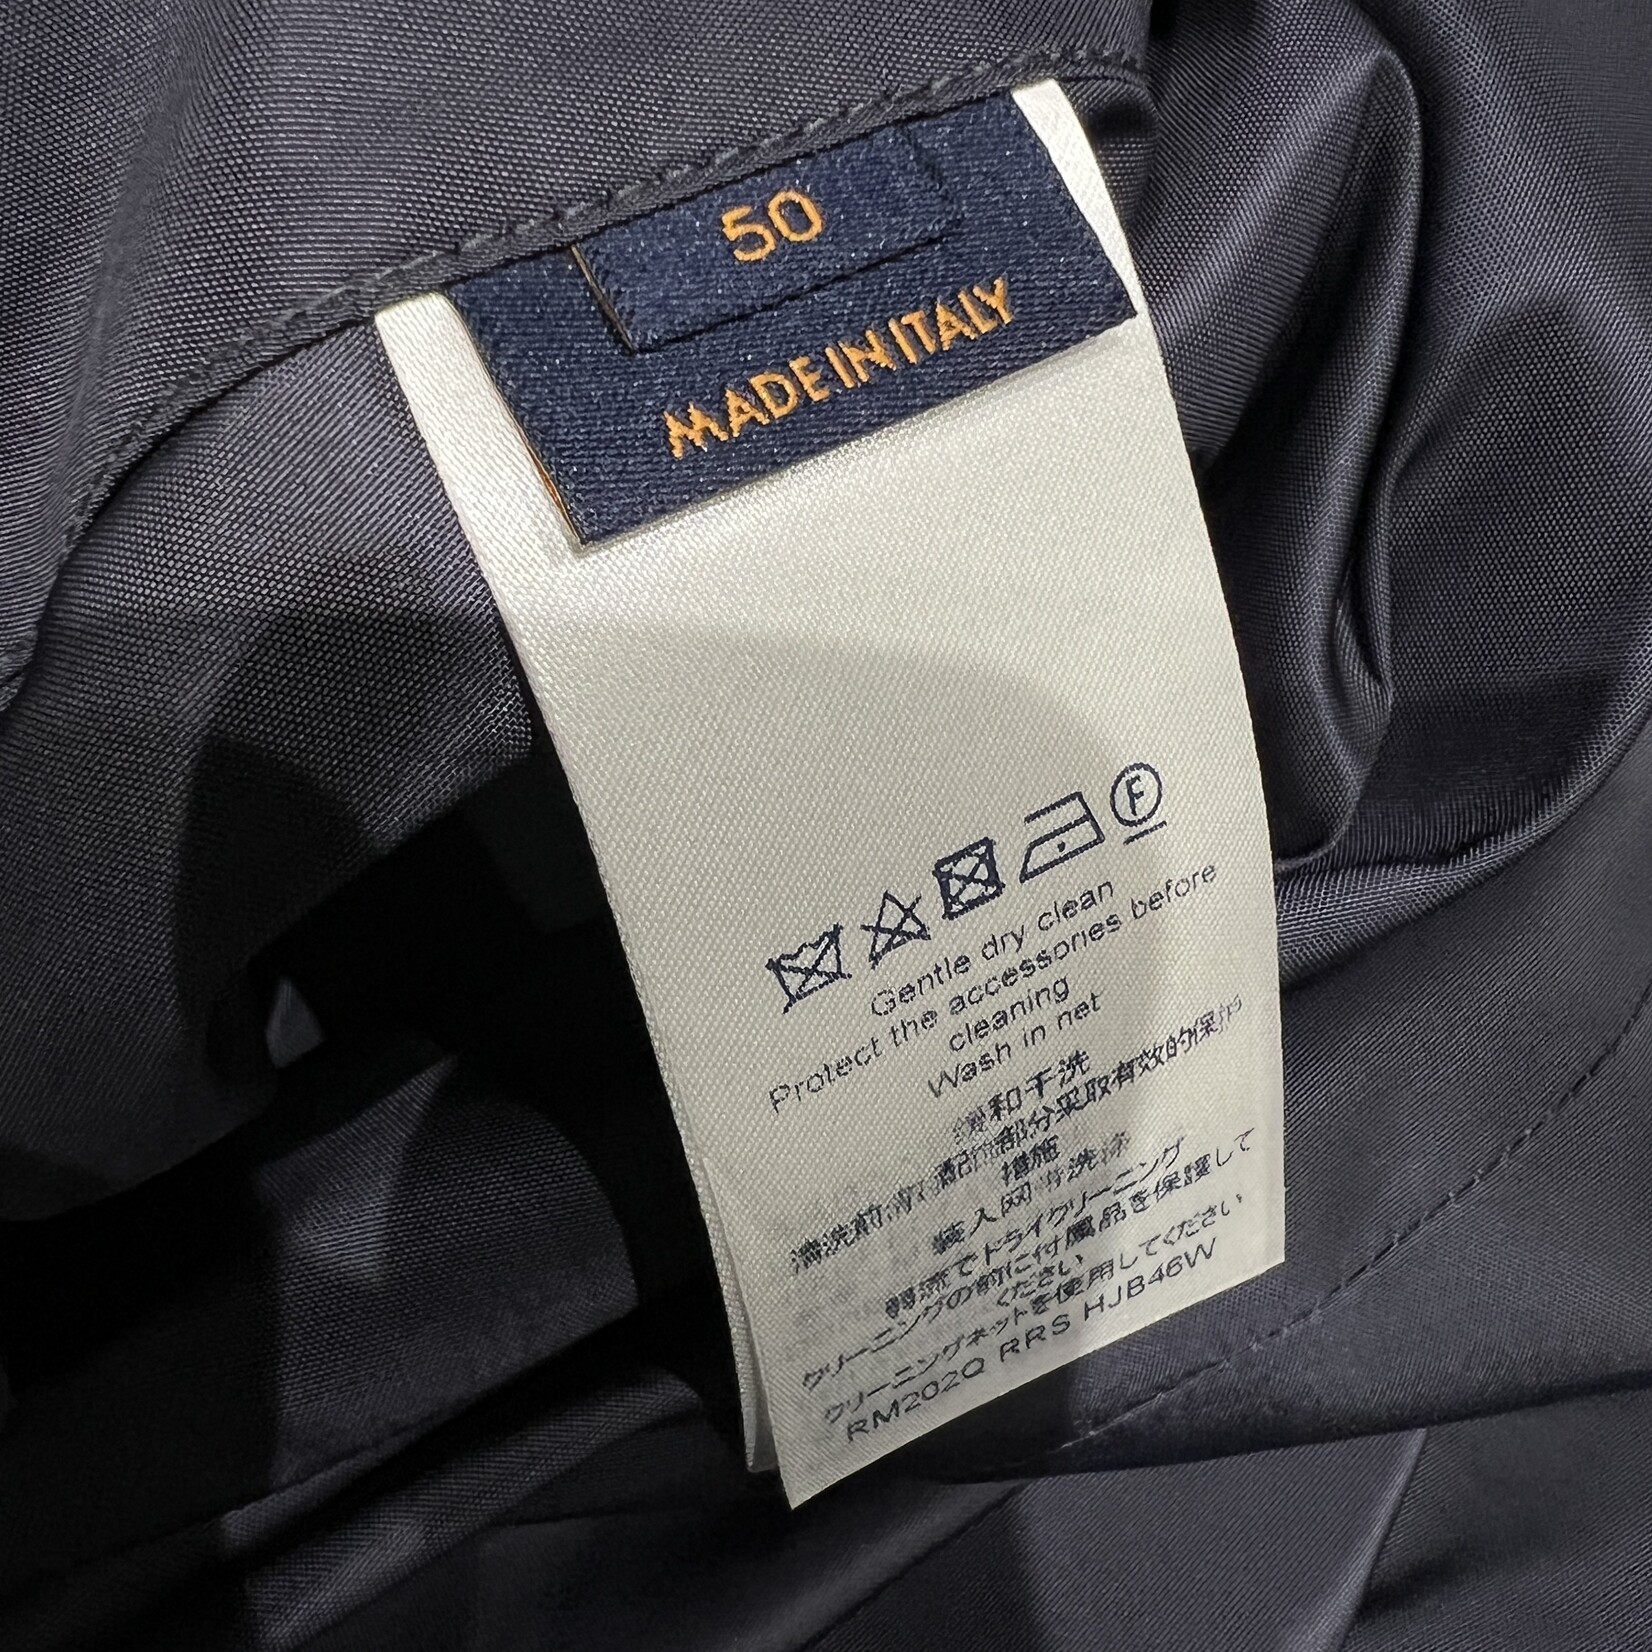 50
MADE IN ITALY
F
Gentle dry clean
Protect the accessories before
cleaning
Wash in net
缓和干洗
清洗前对配件部分采取有效的保护
措施
装入网中洗涤
弱流でドライクリーニング
クリーニングの前に付属品を保護して
ください
クリーニングネットを使用してください
RM202Q RRS HJB46W